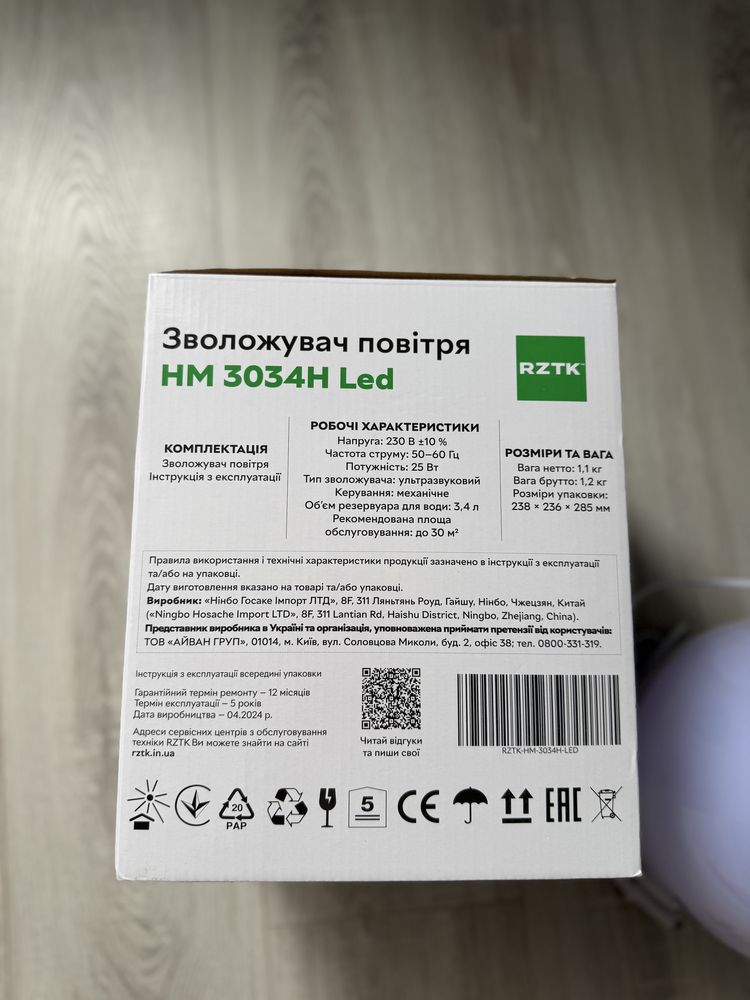 Зволожувач повітря
HM 3034H Led
RZTK™
КОМПЛЕКТАЦІЯ
Зволожувач повітря
Інструкція з експлуатації
РОБОЧІ ХАРАКТЕРИСТИКИ
Напруга: 230 В ±10 %
Частота струму: 50–60 Гц
Потужність: 25 Вт
Тип зволожувача: ультразвуковий
Керування: механічне
Об'єм резервуара для води: 3,4 л
Рекомендована площа
обслуговування: до 30 м²
РОЗМІРИ ТА ВАГА
Вага нетто: 1,1 кг
Вага брутто: 1,2 кг
Розміри упаковки:
238 × 236 × 285 мм
Правила використання і технічні характеристики продукції зазначено в інструкції з експлуатації
та/або на упаковці.
Дату виготовлення вказано на товарі та/або упаковці.
Виробник: «Нінбо Госаке Імпорт ЛТД», 8F, 311 Ляньтянь Роуд, Гайшу, Нінбо, Чжецзян, Китай
(«Ningbo Hosache Import LTD», 8F, 311 Lantian Rd, Haishu District, Ningbo, Zhejiang, China).
Представник виробника в Україні та організація, уповноважена приймати претензії від користувачів:
ТОВ «АЙВАН ГРУП», 01014, м. Київ, вул. Соловцова Миколи, буд. 2, офіс 38; тел. 0800-331-319.
Інструкція з експлуатації всередині упаковки
Гарантійний термін ремонту – 12 місяців
Термін експлуатації – 5 років
Дата виробництва – 04.2024 р.
Адреси сервісних центрів з обслуговування
техніки RZTK Ви можете знайти на сайті
rztk.in.ua
Читай відгуки
та пиши свої
RZTK-HM-3034H-LED
20
PAP
5
CE
EAC